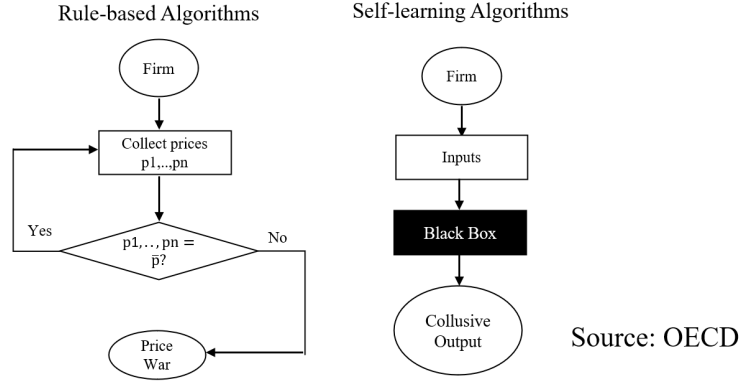 Rule-based Algorithms
Firm
Collect prices
p1,..,pn
Yes
p1,..,pn =
p̅?
No
Price
War
Self-learning Algorithms
Firm
Inputs
Black Box
Collusive
Output
Source: OECD